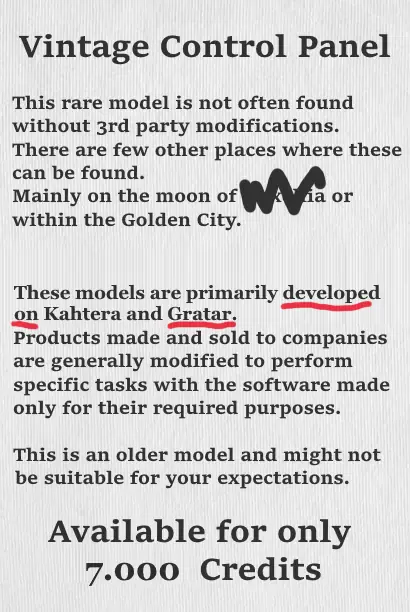 Vintage Control Panel
This rare model is not often found
without 3rd party modifications.
There are few other places where these
can be found.
Mainly on the moon of or
within the Golden City.
These models are primarily developed
on Kahtera and Gratar.
Products made and sold to companies
are generally modified to perform
specific tasks with the software made
only for their required purposes.
This is an older model and might not
be suitable for your expectations.
Available for only
7.000 Credits